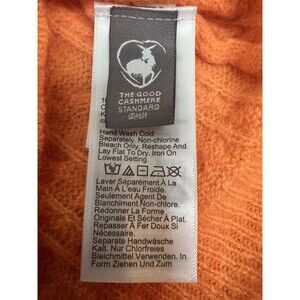 THE GOOD
CASHMERE
STANDARD
Hand Wash Cold
Separately. Non-chlorine
Bleach Only. Reshape And
Lay Flat To Dry. Iron On
Lowest Setting.
Laver Séparément À La
Main À L'eau Froide.
Seulement Agent De
Blanchiment Non-chlore.
Redonner La Forme
Originale Et Sécher À Plat.
Repasser À Fer Doux Si
Nécessaire.
Separate Handwäsche
Kalt. Nur Chlorfreies
Bleichmittel Verwenden. In
Form Ziehen Und Zum